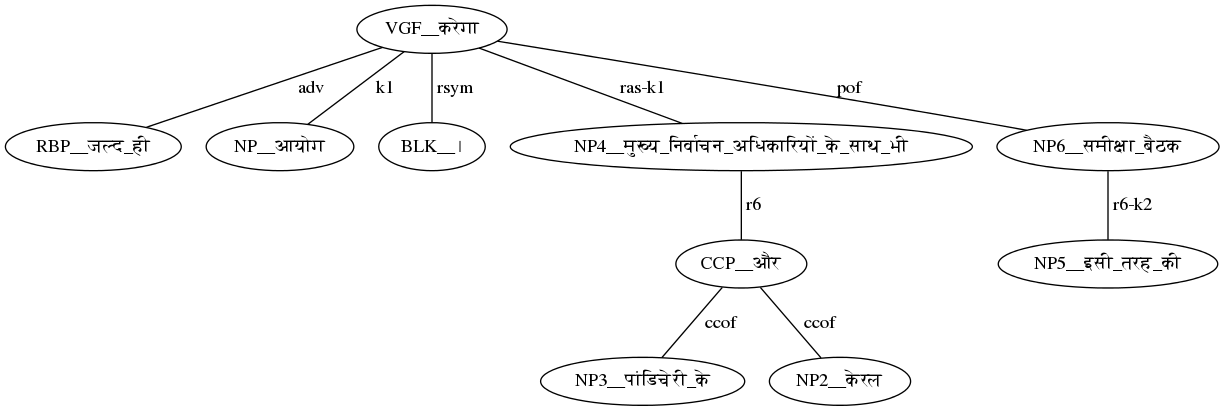 VGF__करेगा
adv
k1
rsym
ras-k1
pof
RBP__जल्द_ही
NP__आयोग
BLK__।
NP4__मुख्य_निर्वाचन_अधिकारियों_के_साथ_भी
NP6__समीक्षा_बैठक
r6
r6-k2
CCP__और
NP5__इसी_तरह_की
ccof
ccof
NP3__पांडिचेरी_के
NP2__केरल